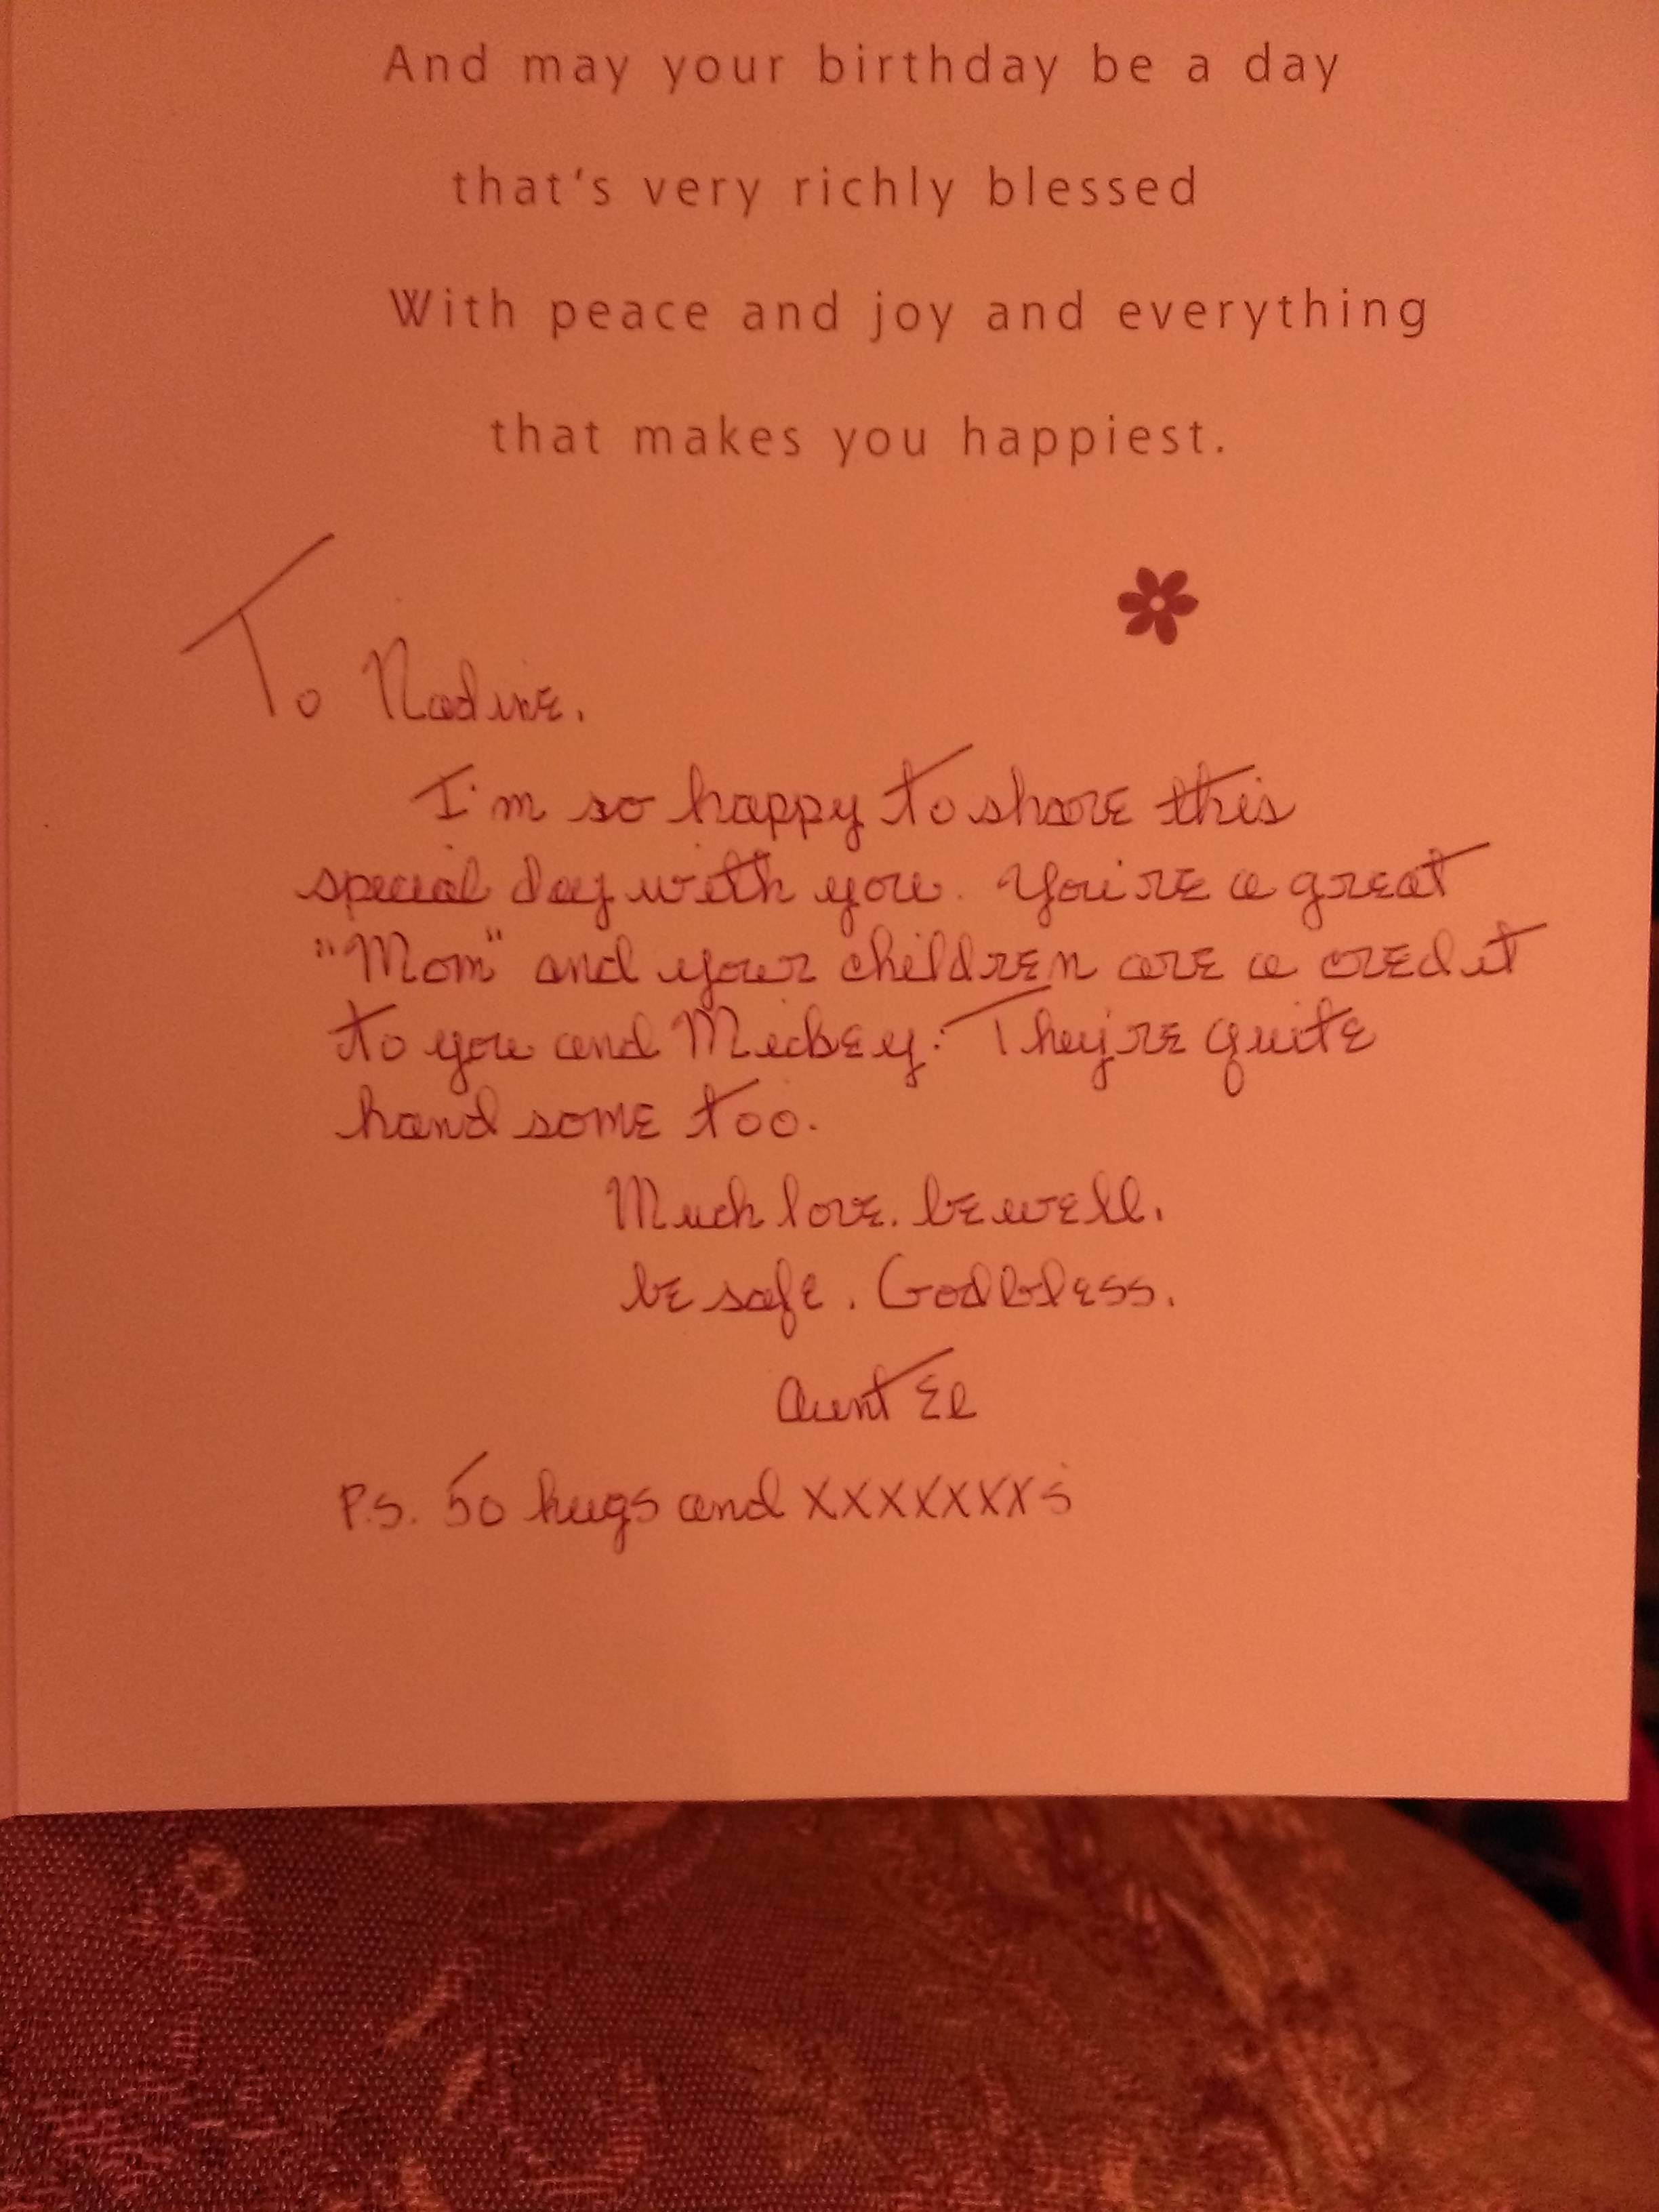 And may your birthday be a day
that's very richly blessed
With peace and joy and everything
that makes you happiest.
To Nadine.
I'm so happy to share this
special day with you. You're a great
"Mom" and your children are a credit
to you and Mickey. They're quite
handsome too.
Much love. be well.
be safe. God bless.
Aunt El
P.S. 50 hugs and xxxxxxxs